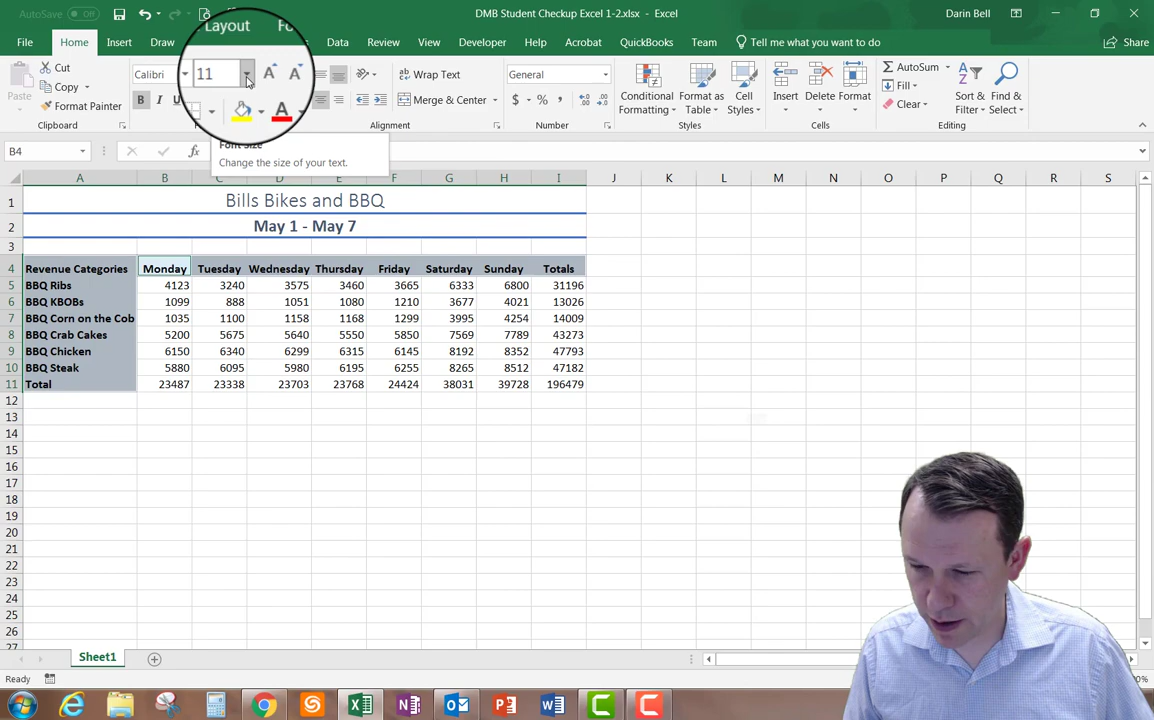 AutoSave Off DMB Student Checkup Excel 1-2.xlsx - Excel Darin Bell
File Home Insert Draw Layout Fo Data Review View Developer Help Acrobat QuickBooks Team Tell me what you want to do Share
Cut Calibri 11 A A Wrap Text General AutoSum
Copy Fill
Paste Format Painter B I U A Merge & Center $ % , Conditional Formatting Format as Table Cell Styles Insert Delete Format Clear Sort & Filter Find & Select
Clipboard Alignment Number Styles Cells Editing
B4 fx
Font Size
Change the size of your text.
A B C D E F G H I J K L M N O P Q R S
1 Bills Bikes and BBQ
2 May 1 - May 7
3
4 Revenue Categories Monday Tuesday Wednesday Thursday Friday Saturday Sunday Totals
5 BBQ Ribs 4123 3240 3575 3460 3665 6333 6800 31196
6 BBQ KBOBs 1099 888 1051 1080 1210 3677 4021 13026
7 BBQ Corn on the Cob 1035 1100 1158 1168 1299 3995 4254 14009
8 BBQ Crab Cakes 5200 5675 5640 5550 5850 7569 7789 43273
9 BBQ Chicken 6150 6340 6299 6315 6145 8192 8352 47793
10 BBQ Steak 5880 6095 5980 6195 6255 8265 8512 47182
11 Total 23487 23338 23703 23768 24424 38031 39728 196479
12
13
14
15
16
17
18
19
20
21
22
23
24
25
26
27
Sheet1
Ready